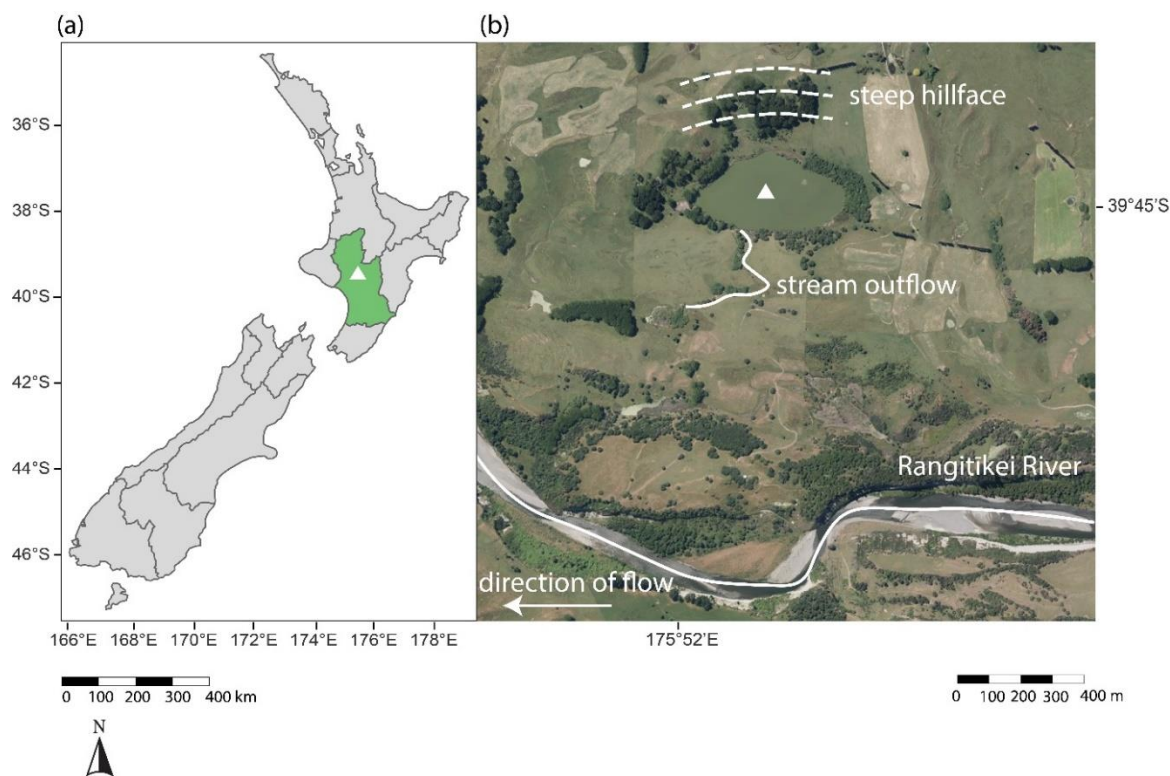 (a)
(b)
steep hillface
36°S
38°S
39°45'S
40°S
stream outflow
42°S
44°S
Rangitikei River
46°S
direction of flow
166°E 168°E 170°E 172°E 174°E 176°E 178°E
175°52'E
0 100 200 300 400 km
0 100 200 300 400 m
N